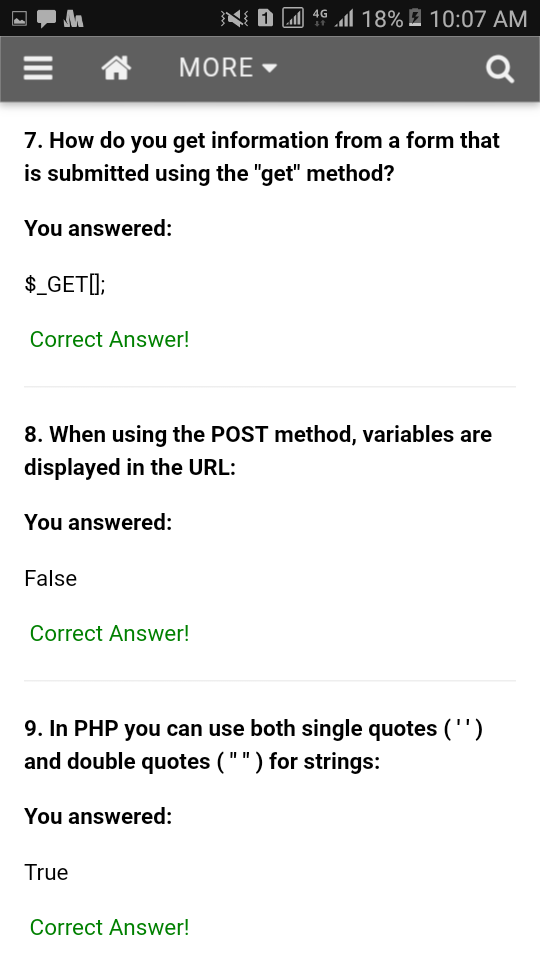 1 4G 18% 10:07 AM
MORE
7. How do you get information from a form that
is submitted using the "get" method?
You answered:
$_GET[];
Correct Answer!
8. When using the POST method, variables are
displayed in the URL:
You answered:
False
Correct Answer!
9. In PHP you can use both single quotes ( ' ' )
and double quotes ( " " ) for strings:
You answered:
True
Correct Answer!